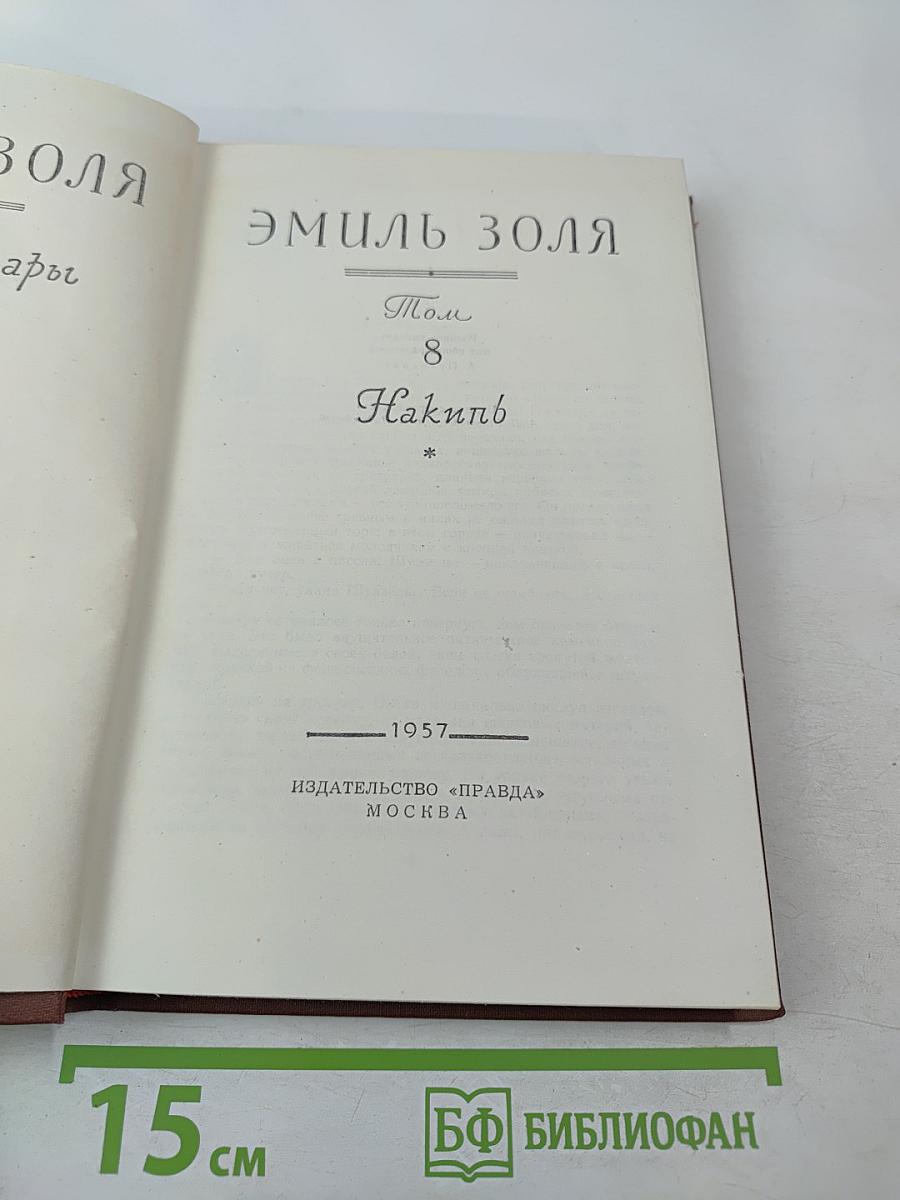 ЗОЛЯ
ары
ЭМИЛЬ ЗОЛЯ
Том
8
Накипь
*
1957
ИЗДАТЕЛЬСТВО «ПРАВДА»
МОСКВА
15 см
БФ БИБЛИОФАН